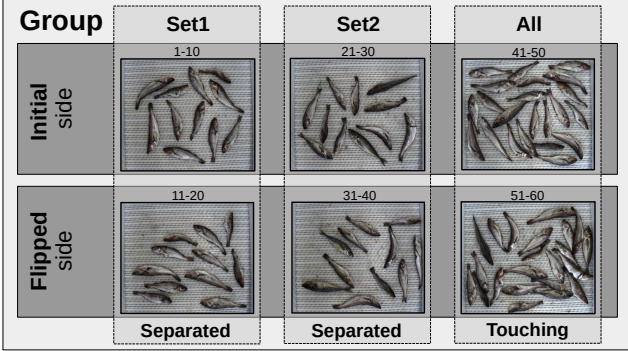 Group
Set1
Set2
All
1-10
21-30
41-50
Initial
side
11-20
31-40
51-60
Flipped
side
Separated
Separated
Touching